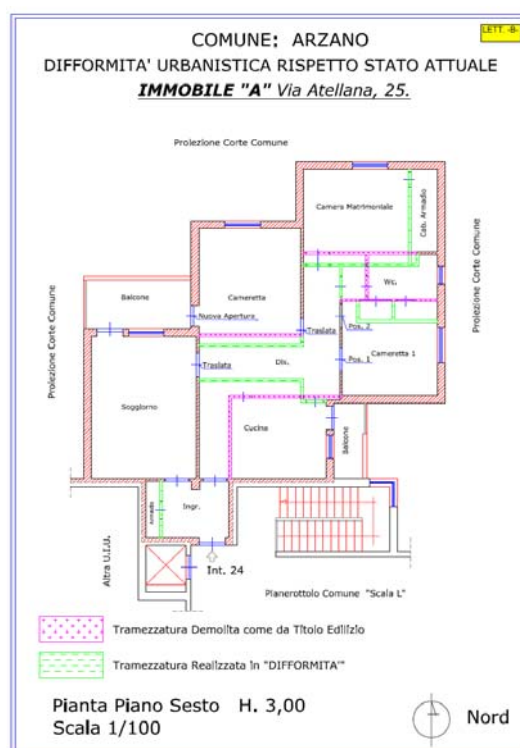 LETT. -B-
COMUNE: ARZANO
DIFFORMITA' URBANISTICA RISPETTO STATO ATTUALE
IMMOBILE "A" Via Atellana, 25.
Proiezione Corte Comune
Camera Matrimoniale
Cab. Armadio
Proiezione Corte Comune
Proiezione Corte Comune
Wc.
Balcone
Cameretta
Nuova Apertura
Traslata
Pos. 2
Dis.
Pos. 1
Cameretta 1
Traslata
Soggiorno
Cucina
Balcone
Armadio
Ingr.
Altra U.I.U.
Int. 24
Pianerottolo Comune "Scala L"
Tramezzatura Demolita come da Titolo Edilizio
Tramezzatura Realizzata in "DIFFORMITA'"
Pianta Piano Sesto H. 3,00
Scala 1/100
Nord